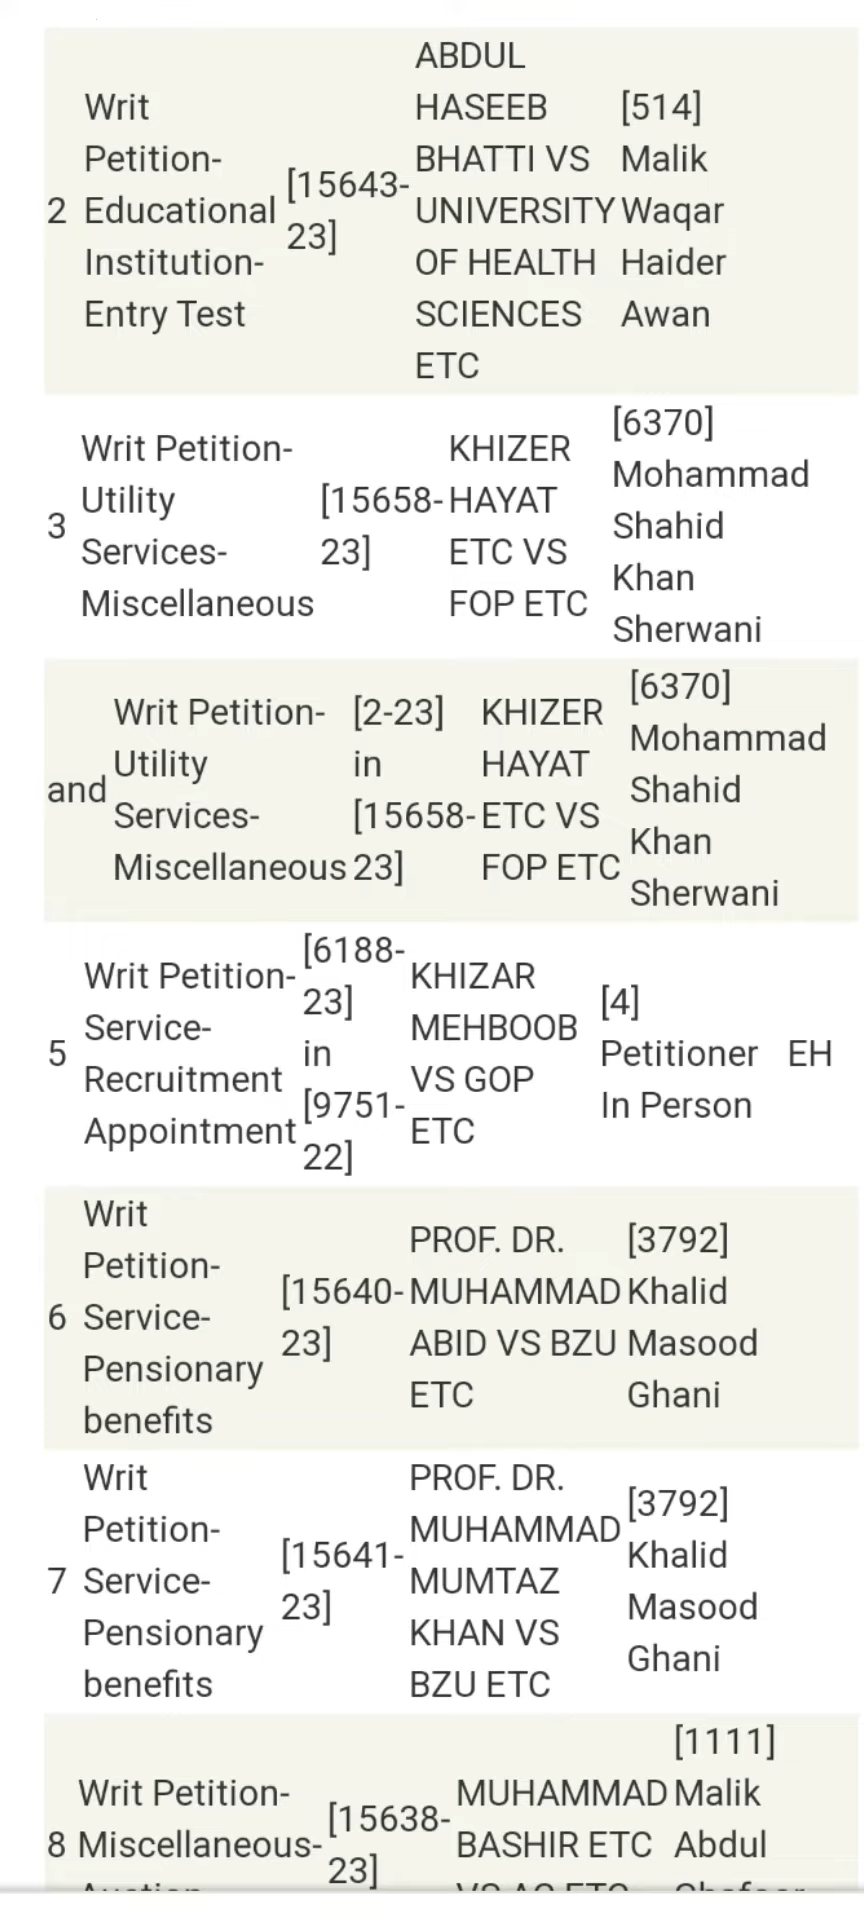 2
Writ
Petition-
Educational
Institution-
Entry Test
[15643-
23]
ABDUL
HASEEB
BHATTI VS
UNIVERSITY
OF HEALTH
SCIENCES
ETC
[514]
Malik
Waqar
Haider
Awan
3
Writ Petition-
Utility
Services-
Miscellaneous
[15658-
23]
KHIZER
HAYAT
ETC VS
FOP ETC
[6370]
Mohammad
Shahid
Khan
Sherwani
and
Writ Petition-
Utility
Services-
Miscellaneous
[2-23]
in
[15658-
23]
KHIZER
HAYAT
ETC VS
FOP ETC
[6370]
Mohammad
Shahid
Khan
Sherwani
5
Writ Petition-
Service-
Recruitment
Appointment
[6188-
23]
in
[9751-
22]
KHIZAR
MEHBOOB
VS GOP
ETC
[4]
Petitioner
In Person
EH
6
Writ
Petition-
Service-
Pensionary
benefits
[15640-
23]
PROF. DR.
MUHAMMAD
ABID VS BZU
ETC
[3792]
Khalid
Masood
Ghani
7
Writ
Petition-
Service-
Pensionary
benefits
[15641-
23]
PROF. DR.
MUHAMMAD
MUMTAZ
KHAN VS
BZU ETC
[3792]
Khalid
Masood
Ghani
8
Writ Petition-
Miscellaneous-
[15638-
23]
MUHAMMAD
BASHIR ETC
[1111]
Malik
Abdul